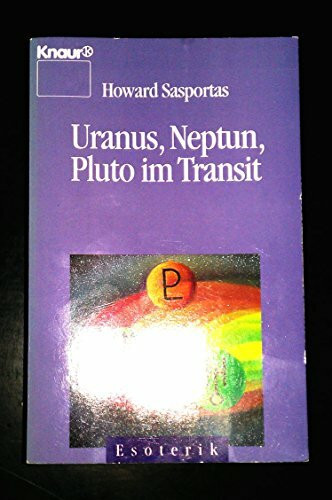 Knaur®
Howard Sasportas
Uranus, Neptun,
Pluto im Transit
Esoterik